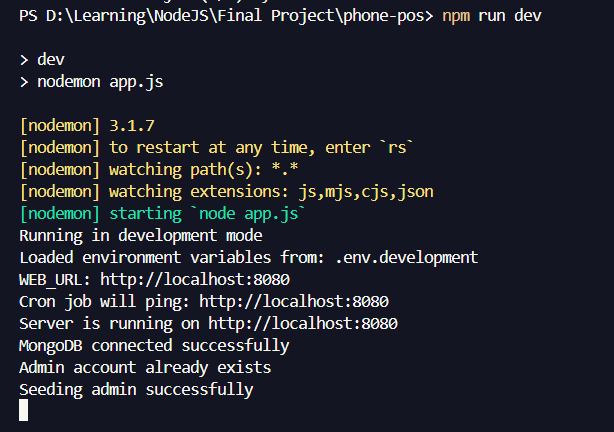 PS D:\Learning\NodeJS\Final Project\phone-pos> npm run dev
> dev
> nodemon app.js
[nodemon] 3.1.7
[nodemon] to restart at any time, enter `rs`
[nodemon] watching path(s): *.*
[nodemon] watching extensions: js,mjs,cjs,json
[nodemon] starting `node app.js`
Running in development mode
Loaded environment variables from: .env.development
WEB_URL: http://localhost:8080
Cron job will ping: http://localhost:8080
Server is running on http://localhost:8080
MongoDB connected successfully
Admin account already exists
Seeding admin successfully